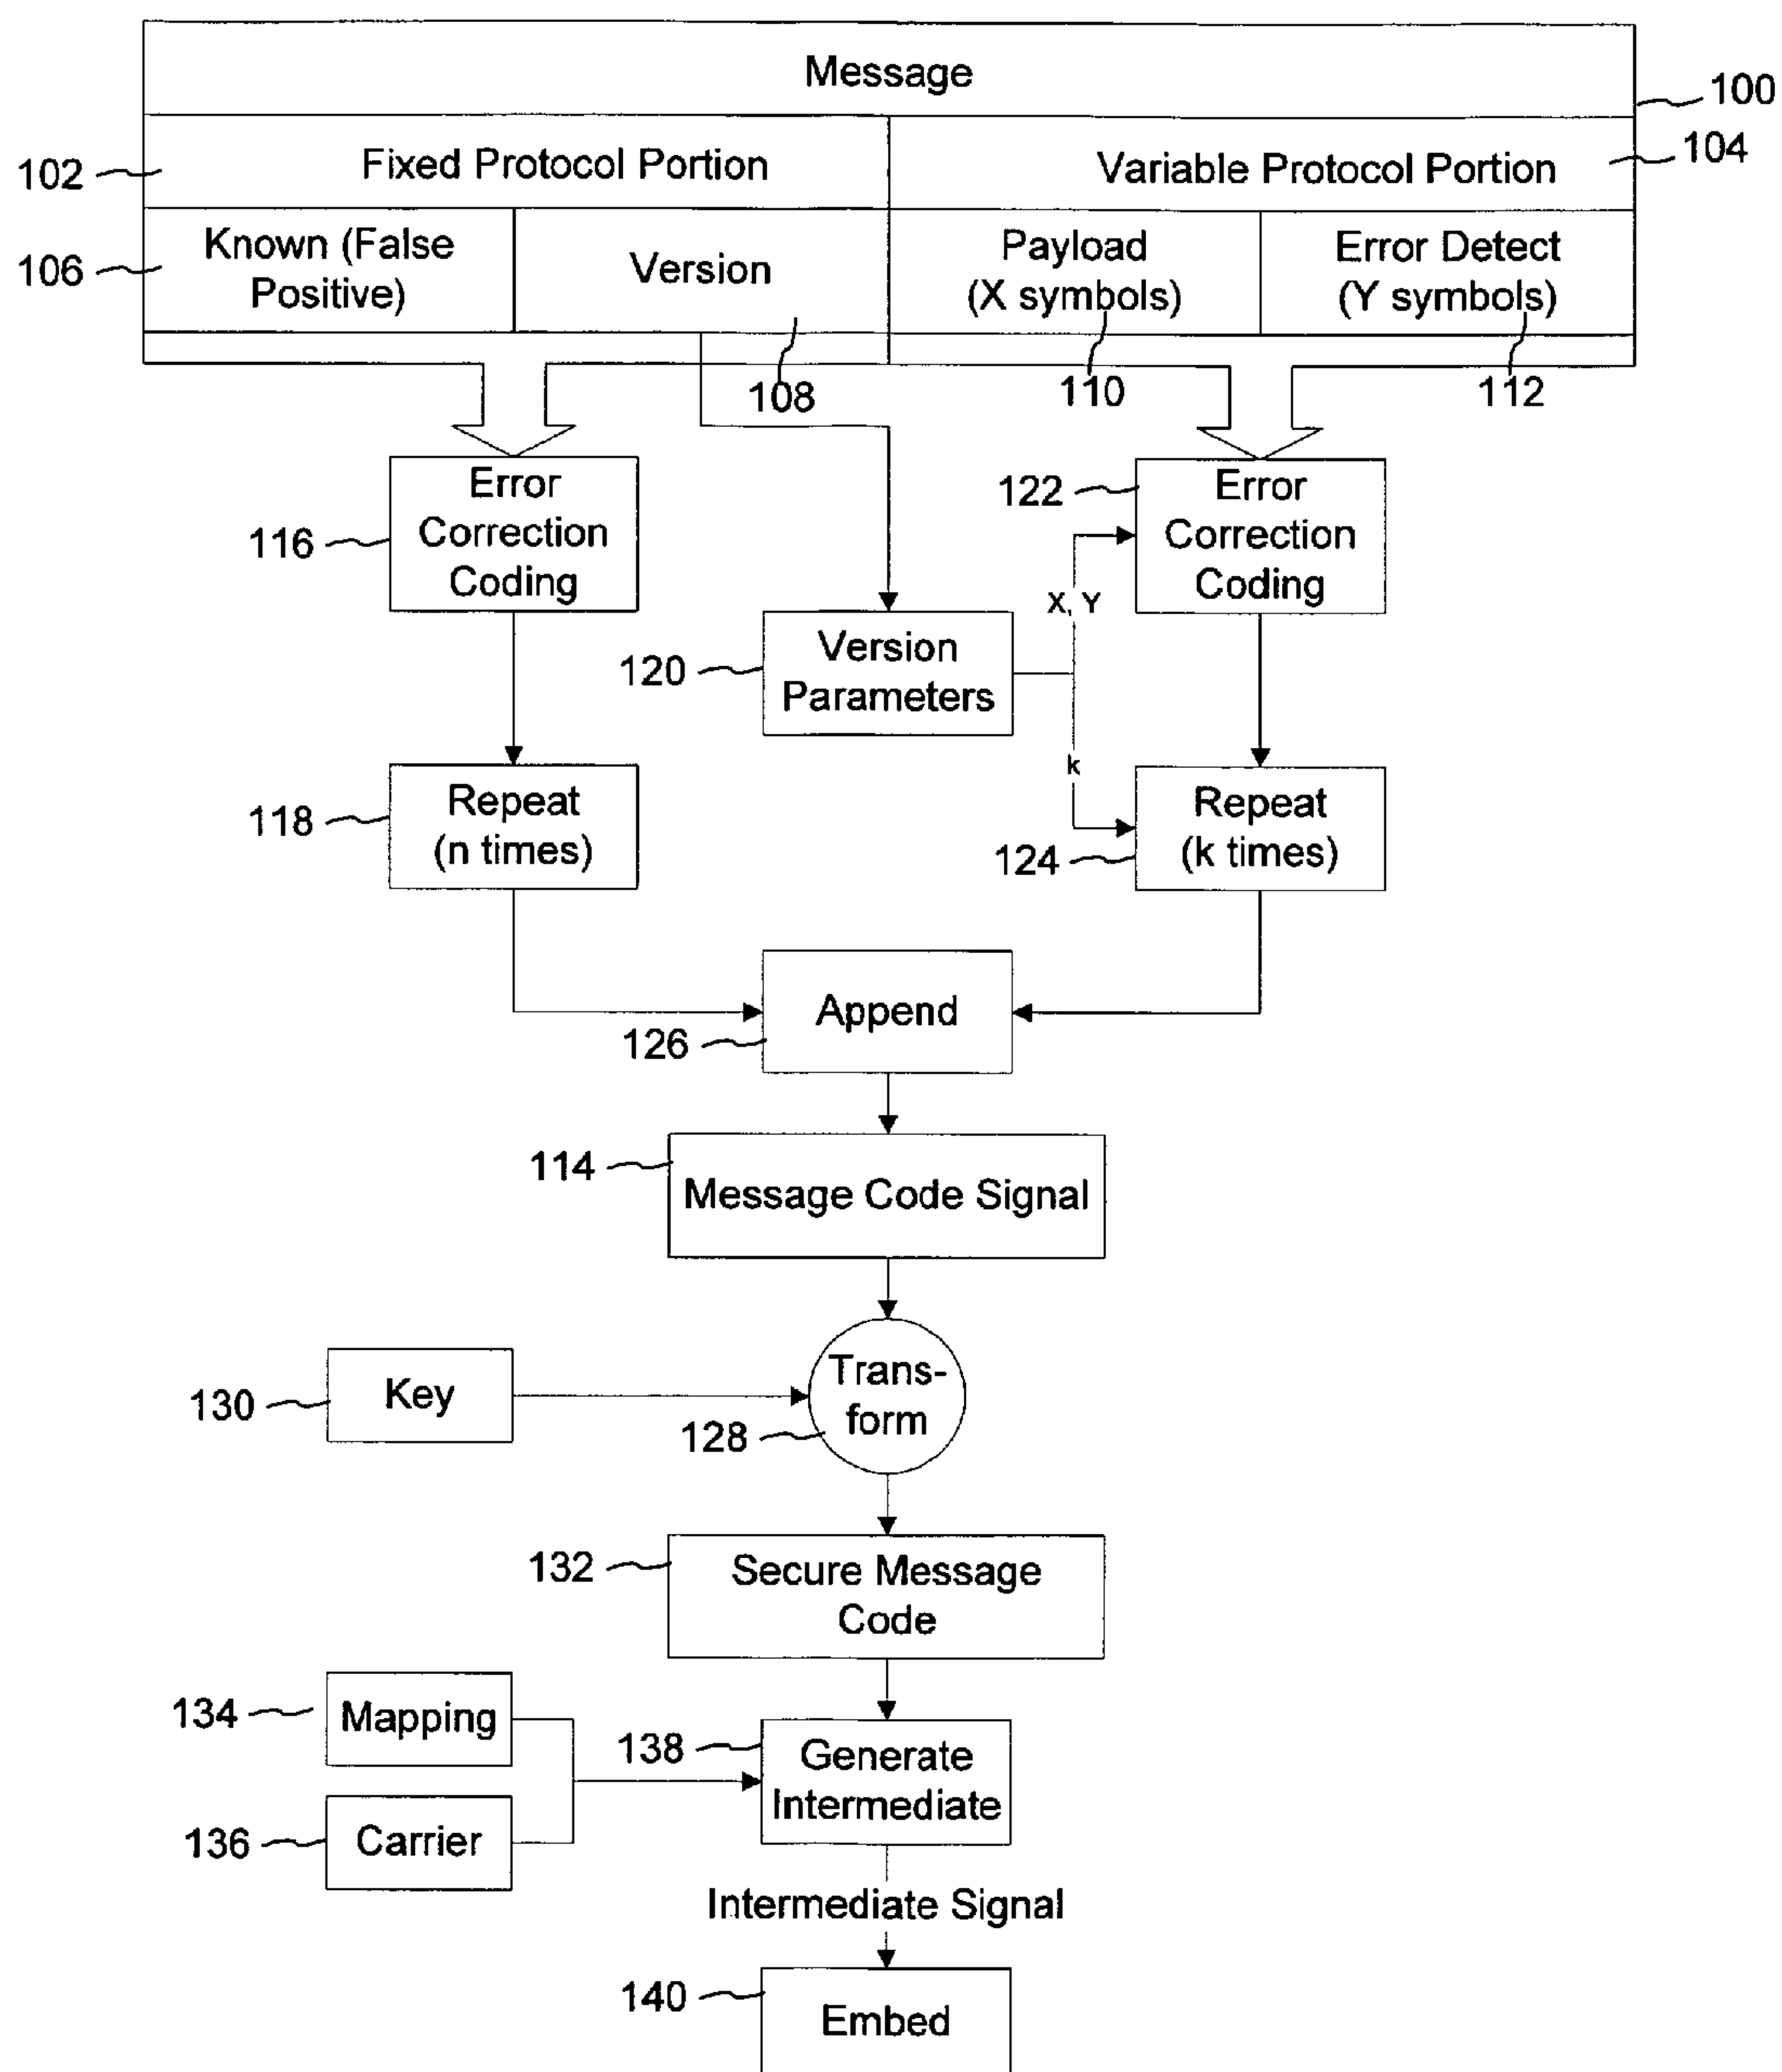 Message
100
102
Fixed Protocol Portion
Variable Protocol Portion
104
106
Known (False
Positive)
Version
Payload
(X symbols)
Error Detect
(Y symbols)
108
110
112
116
Error
Correction
Coding
122
Error
Correction
Coding
X, Y
120
Version
Parameters
k
118
Repeat
(n times)
124
Repeat
(k times)
126
Append
114
Message Code Signal
130
Key
Trans-
form
128
132
Secure Message
Code
134
Mapping
138
Generate
Intermediate
136
Carrier
Intermediate Signal
140
Embed